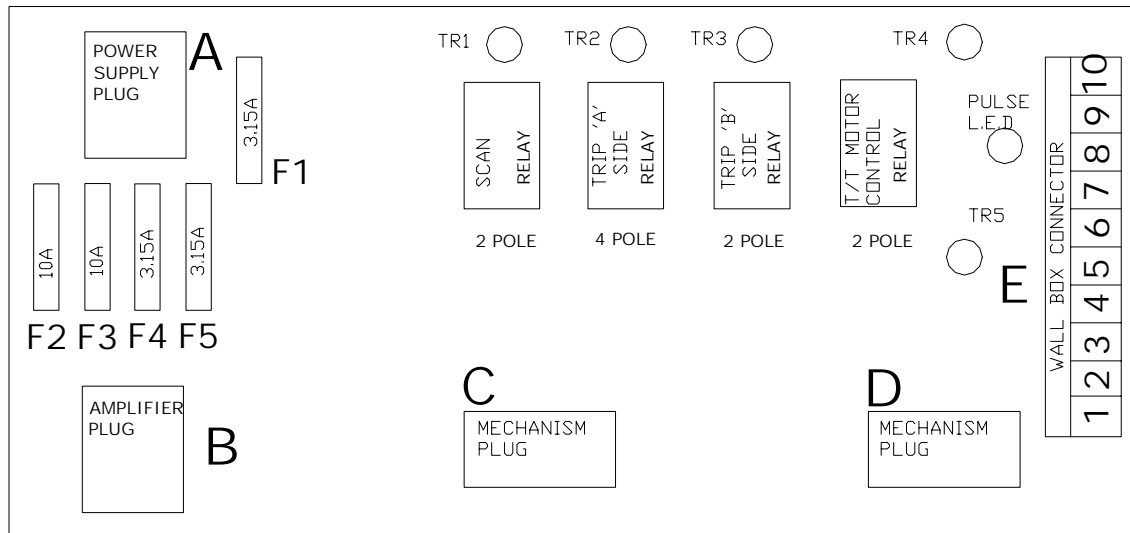 POWER
SUPPLY
PLUG
A
3.15A
F1
10A
10A
3.15A
3.15A
F2
F3
F4
F5
AMPLIFIER
PLUG
B
TR1
TR2
TR3
TR4
SCAN
RELAY
TRIP 'A'
SIDE
RELAY
TRIP 'B'
SIDE
RELAY
T/T MOTOR
CONTROL
RELAY
2 POLE
4 POLE
2 POLE
2 POLE
PULSE
L.E.D
TR5
E
WALL BOX CONNECTOR
1 2 3 4 5 6 7 8 9 10
C
MECHANISM
PLUG
D
MECHANISM
PLUG